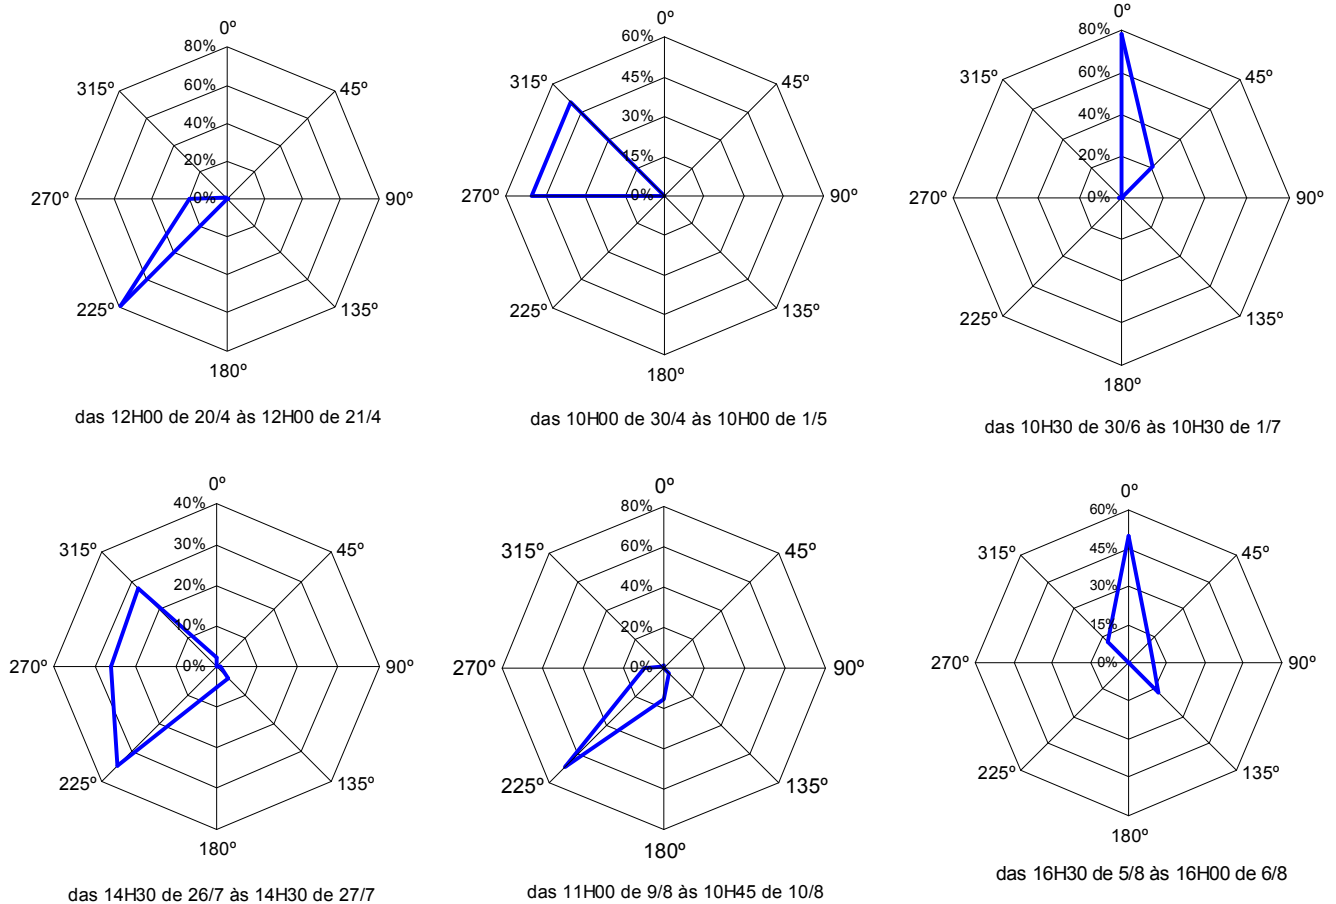 0º
80%
315º
45º
60%
40%
20%
270º
0%
90º
225º
135º
180º
das 12H00 de 20/4 às 12H00 de 21/4
0º
60%
315º
45º
45%
30%
15%
270º
0%
90º
225º
135º
180º
das 10H00 de 30/4 às 10H00 de 1/5
0º
80%
315º
45º
60%
40%
20%
270º
0%
90º
225º
135º
180º
das 10H30 de 30/6 às 10H30 de 1/7
0º
40%
315º
45º
30%
20%
10%
270º
0%
90º
225º
135º
180º
das 14H30 de 26/7 às 14H30 de 27/7
0º
80%
315º
45º
60%
40%
20%
270º
0%
90º
225º
135º
180º
das 11H00 de 9/8 às 10H45 de 10/8
0º
60%
315º
45º
45%
30%
15%
270º
0%
90º
225º
135º
180º
das 16H30 de 5/8 às 16H00 de 6/8